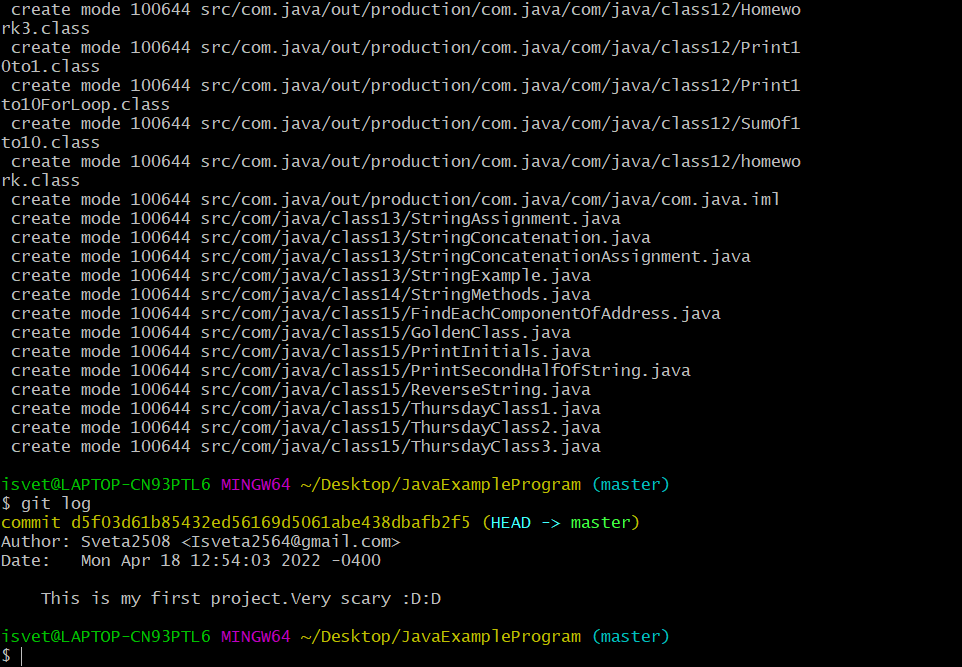 create mode 100644 src/com.java/out/production/com.java/com/java/class12/Homewo
rk3.class
create mode 100644 src/com.java/out/production/com.java/com/java/class12/Print1
0to1.class
create mode 100644 src/com.java/out/production/com.java/com/java/class12/Print1
to10ForLoop.class
create mode 100644 src/com.java/out/production/com.java/com/java/class12/SumOf1
to10.class
create mode 100644 src/com.java/out/production/com.java/com/java/class12/homewo
rk.class
create mode 100644 src/com.java/out/production/com.java/com/java/com.java.iml
create mode 100644 src/com/java/class13/StringAssignment.java
create mode 100644 src/com/java/class13/StringConcatenation.java
create mode 100644 src/com/java/class13/StringConcatenationAssignment.java
create mode 100644 src/com/java/class13/StringExample.java
create mode 100644 src/com/java/class14/StringMethods.java
create mode 100644 src/com/java/class15/FindEachComponentOfAddress.java
create mode 100644 src/com/java/class15/GoldenClass.java
create mode 100644 src/com/java/class15/PrintInitials.java
create mode 100644 src/com/java/class15/PrintSecondHalfOfString.java
create mode 100644 src/com/java/class15/ReverseString.java
create mode 100644 src/com/java/class15/ThursdayClass1.java
create mode 100644 src/com/java/class15/ThursdayClass2.java
create mode 100644 src/com/java/class15/ThursdayClass3.java
isvet@LAPTOP-CN93PTL6 MINGW64 ~/Desktop/JavaExampleProgram (master)
$ git log
commit d5f03d61b85432ed56169d5061abe438dbafb2f5 (HEAD -> master)
Author: Sveta2508 <Isveta2564@gmail.com>
Date:   Mon Apr 18 12:54:03 2022 -0400
This is my first project.Very scary :D:D
isvet@LAPTOP-CN93PTL6 MINGW64 ~/Desktop/JavaExampleProgram (master)
$